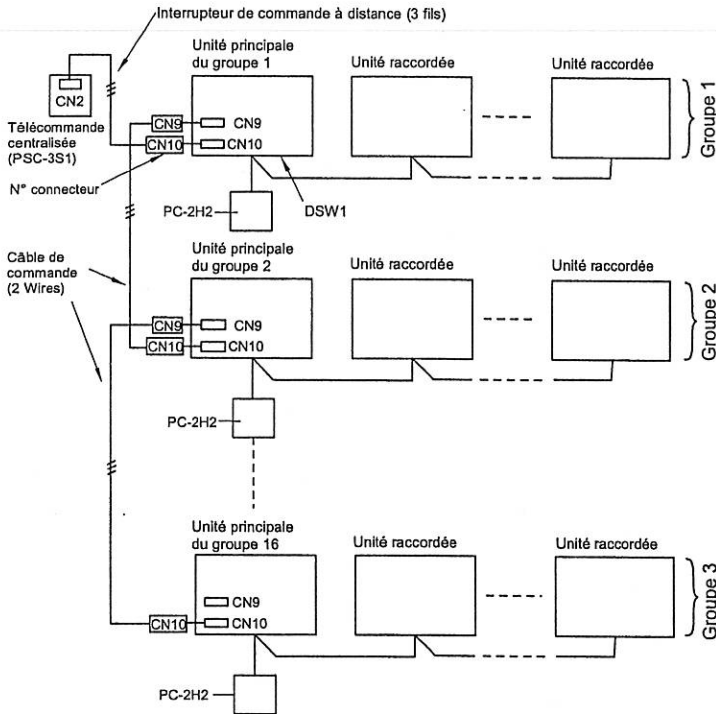 Interrupteur de commande à distance (3 fils)
Unité principale
du groupe 1
Unité raccordée
Unité raccordée
Groupe 1
CN2
CN9
CN9
Télécommande
centralisée
(PSC-3S1)
CN10
CN10
N° connecteur
PC-2H2
DSW1
Unité principale
du groupe 2
Unité raccordée
Unité raccordée
Groupe 2
Câble de
commande
(2 Wires)
CN9
CN9
CN10
CN10
PC-2H2
Unité principale
du groupe 16
Unité raccordée
Unité raccordée
Groupe 3
CN9
CN10
CN10
PC-2H2